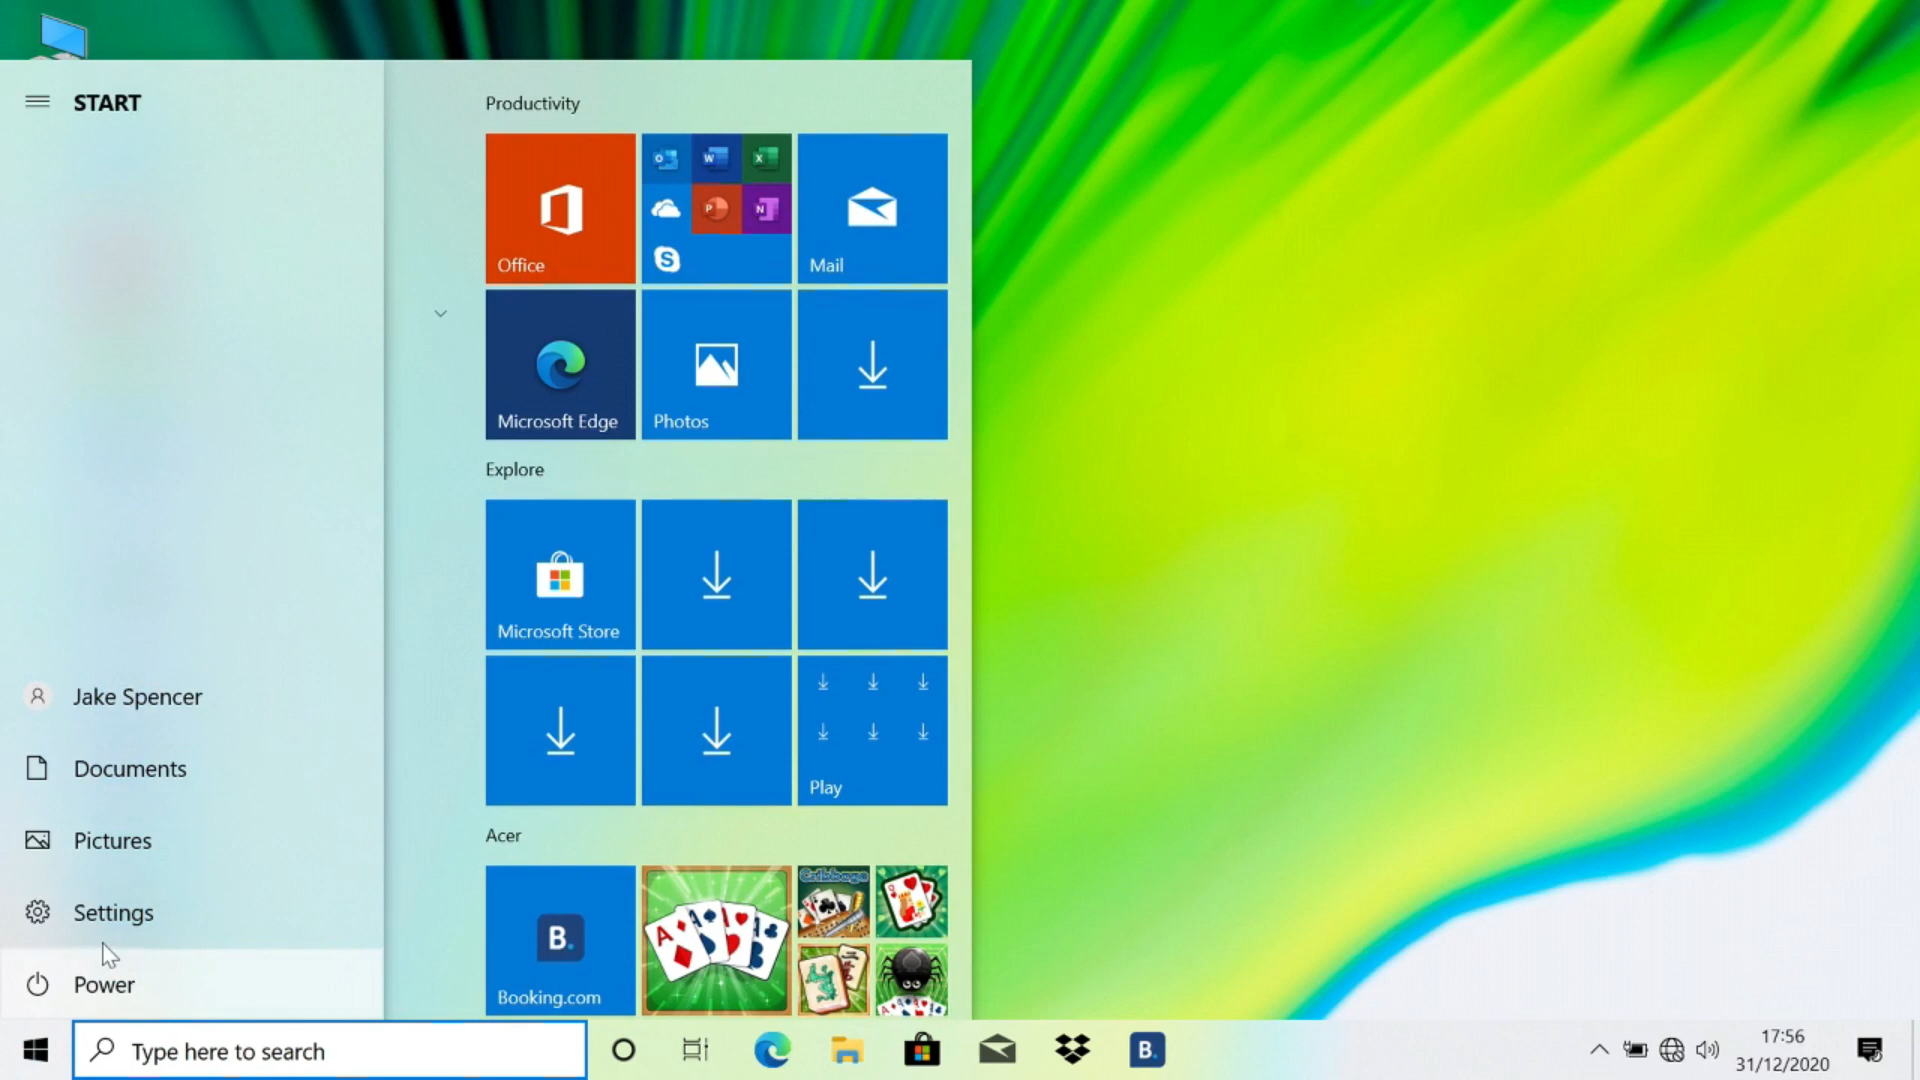 START
Productivity
Office
Mail
Microsoft Edge
Photos
Explore
Microsoft Store
Play
Acer
Cribbage
B.
Booking.com
Jake Spencer
Documents
Pictures
Settings
Power
Type here to search
B.
17:56
31/12/2020